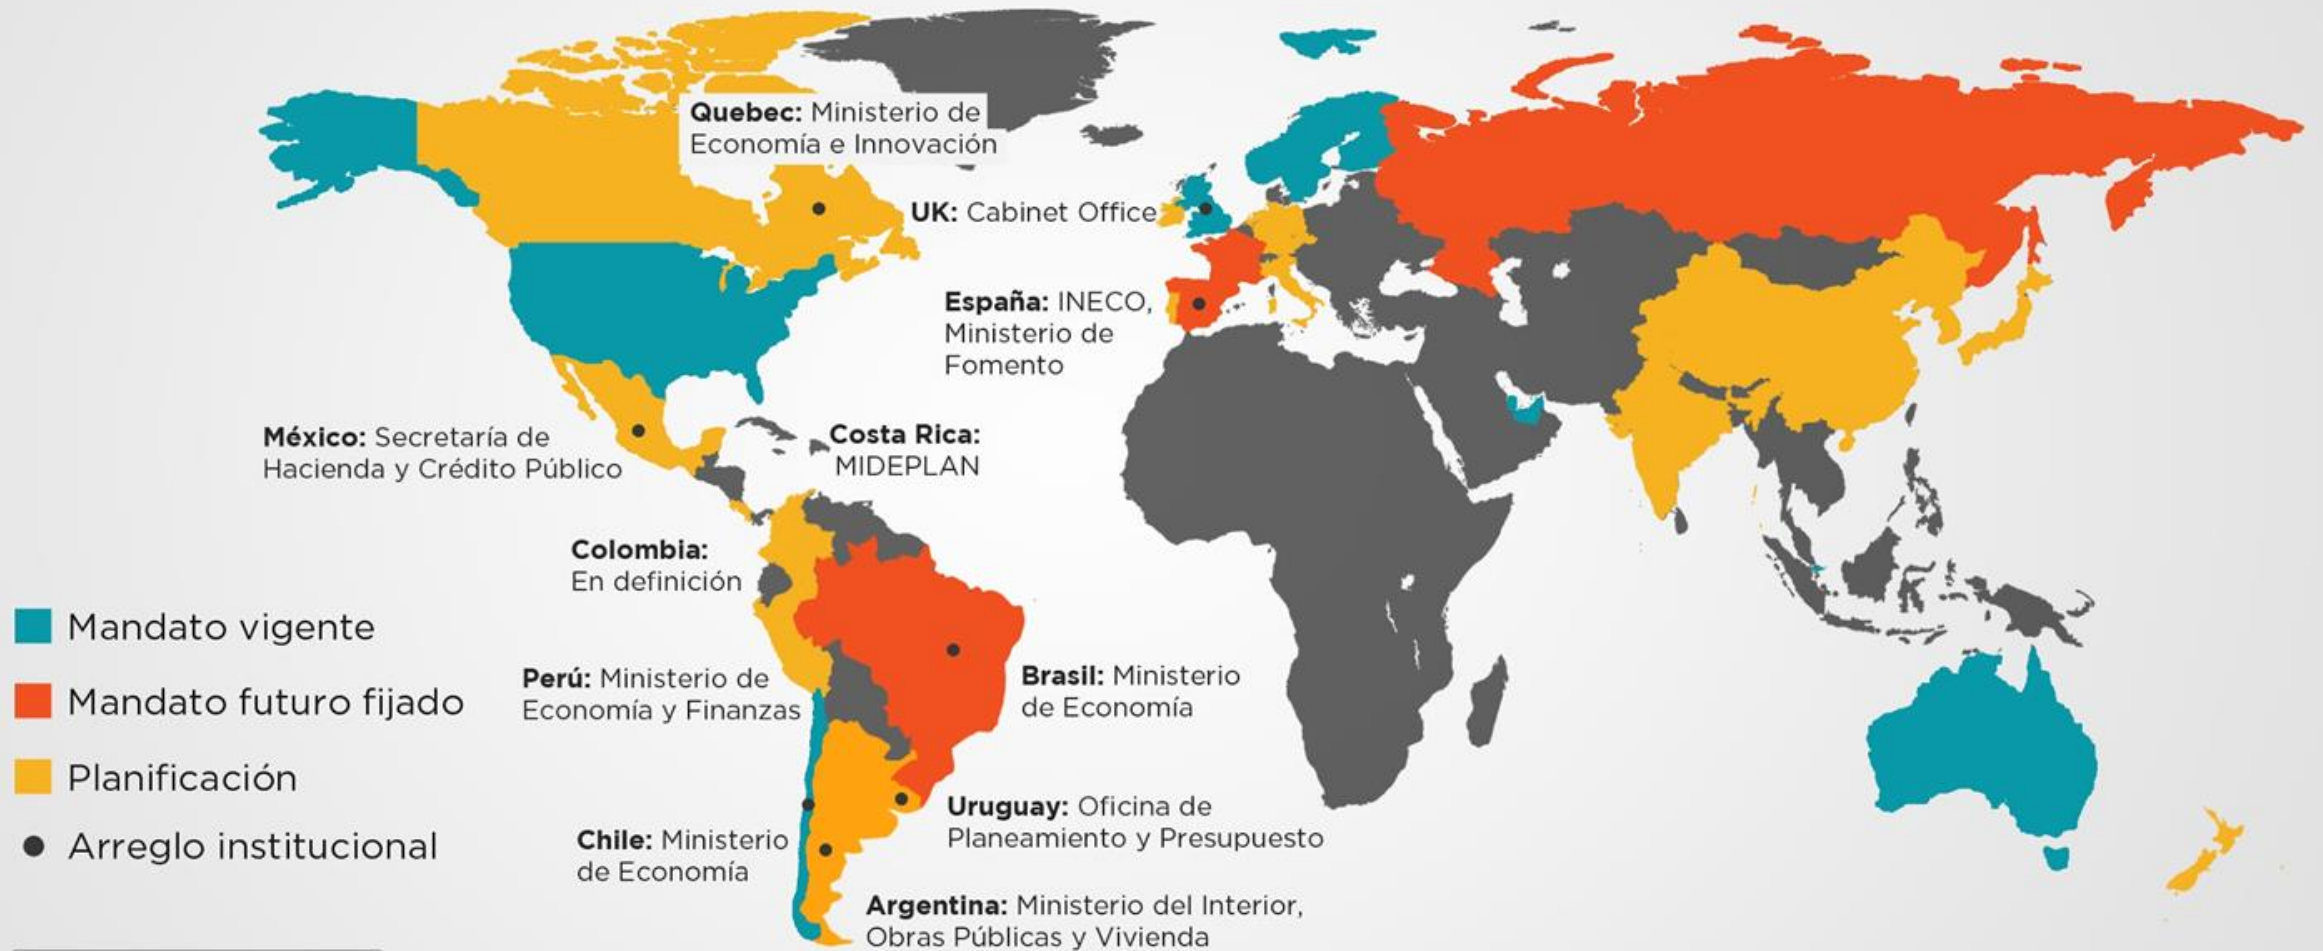 Quebec: Ministerio de
Economía e Innovación
UK: Cabinet Office
España: INECO,
Ministerio de
Fomento
México: Secretaría de
Hacienda y Crédito Público
Costa Rica:
MIDEPLAN
Colombia:
En definición
Perú: Ministerio de
Economía y Finanzas
Brasil: Ministerio
de Economía
Uruguay: Oficina de
Planeamiento y Presupuesto
Chile: Ministerio
de Economía
Argentina: Ministerio del Interior,
Obras Públicas y Vivienda
Mandato vigente
Mandato futuro fijado
Planificación
Arreglo institucional